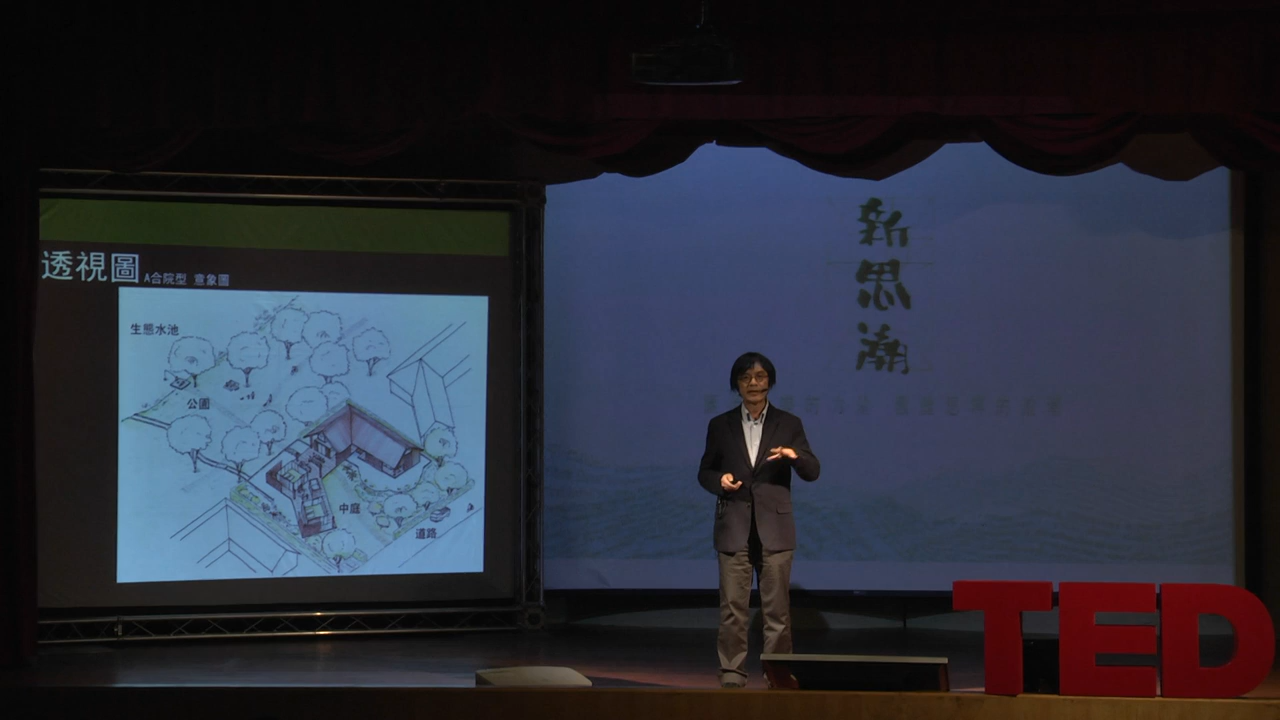 透視圖
A合院型 意象圖
生態水池
公園
中庭
道路
新
思
潮
TED